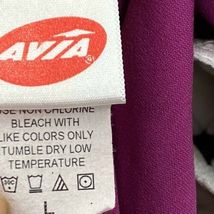 AVIA
USE NON CHLORINE
BLEACH WITH
LIKE COLORS ONLY
TUMBLE DRY LOW
TEMPERATURE
L